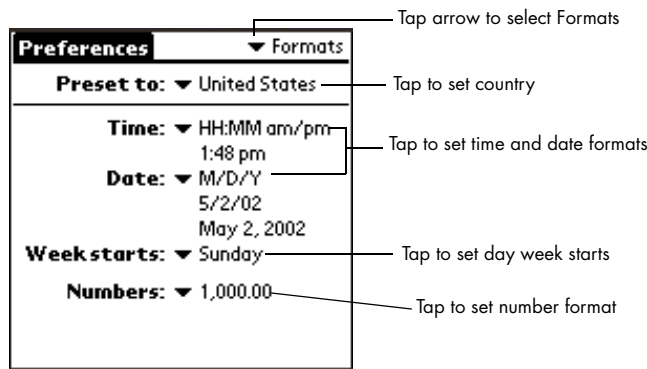 Tap arrow to select Formats
Preferences Formats
Preset to: United States Tap to set country
Time: HH:MM am/pm
1:48 pm Tap to set time and date formats
Date: M/D/Y
5/2/02
May 2, 2002
Week starts: Sunday Tap to set day week starts
Numbers: 1,000.00 Tap to set number format